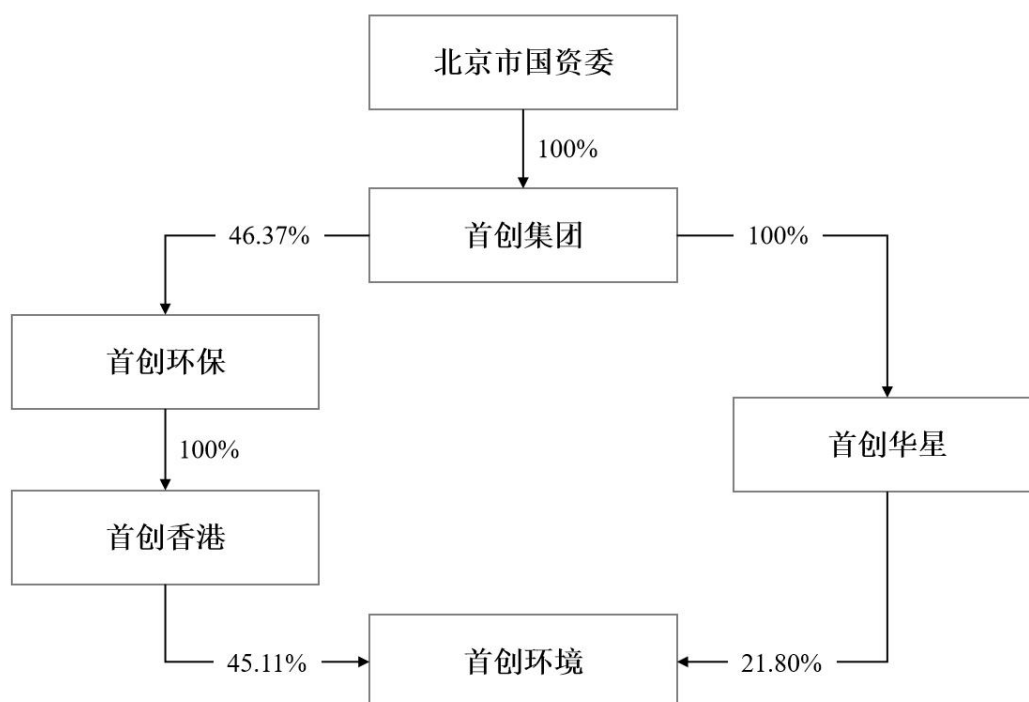 北京市国资委
100%
首创集团
46.37%
100%
首创环保
100%
首创华星
首创香港
45.11%
首创环境
21.80%